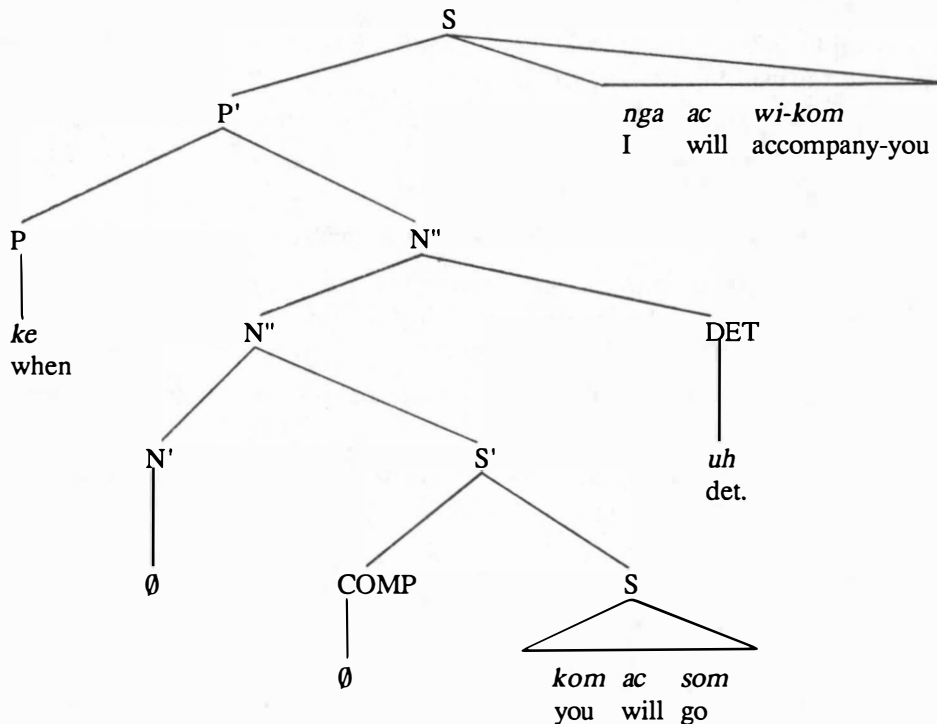 S
P'
nga ac wi-kom
I will accompany-you
P
N"
ke
when
N"
DET
N'
S'
uh
det.
Ø
COMP
S
Ø
kom ac som
you will go